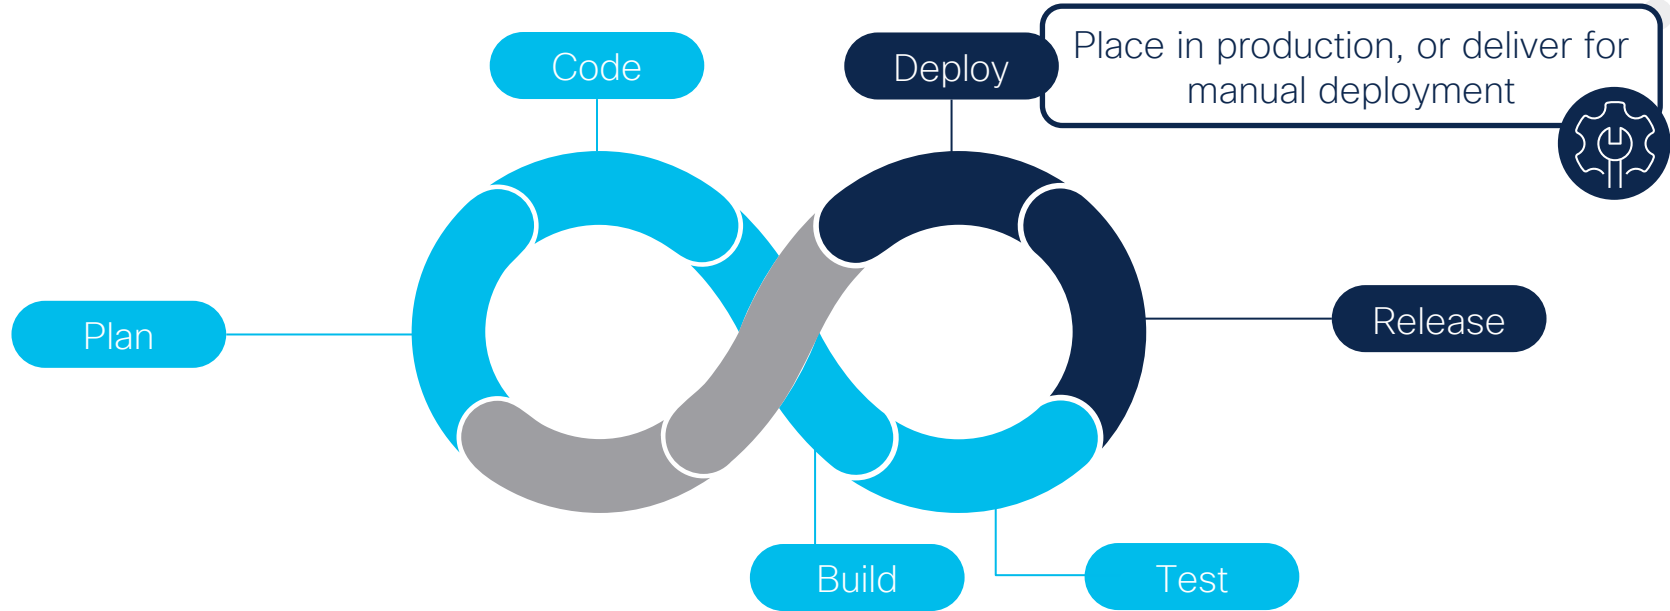 Code
Deploy
Place in production, or deliver for
manual deployment
Plan
Release
Build
Test